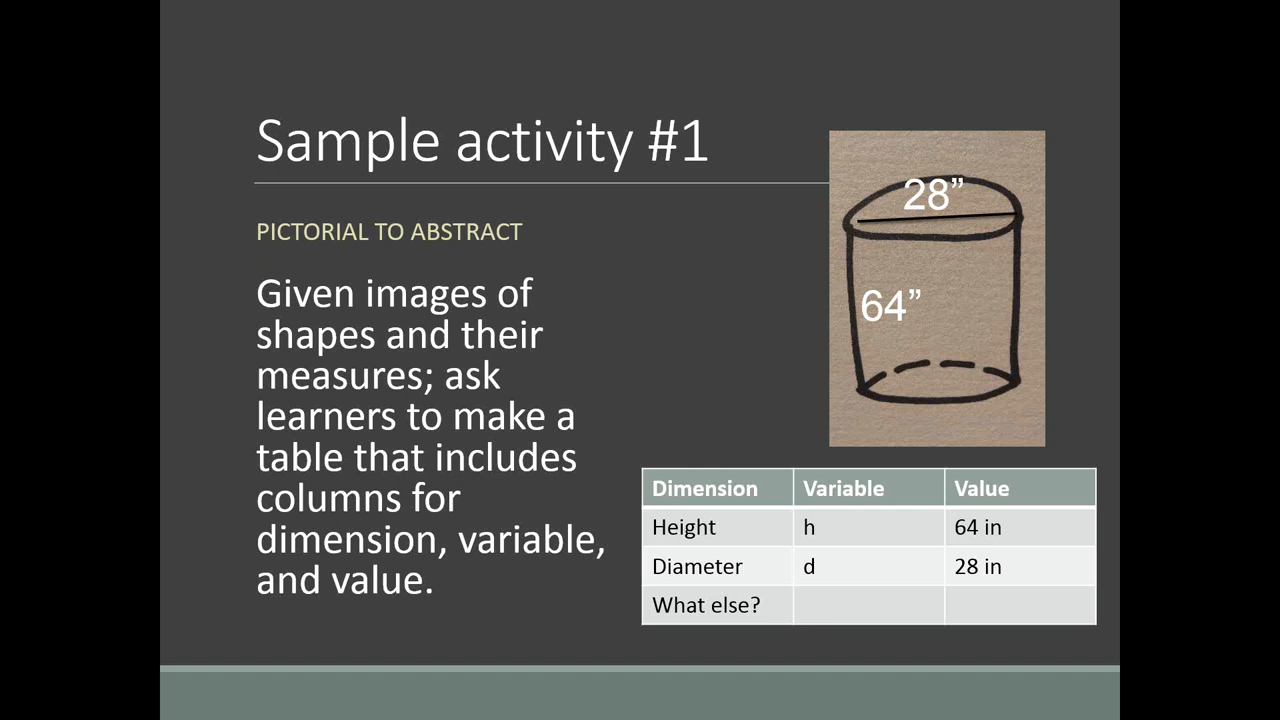 Sample activity #1
PICTORIAL TO ABSTRACT
Given images of
shapes and their
measures; ask
learners to make a
table that includes
columns for
dimension, variable,
and value.
28”
64”
Dimension Variable Value
Height h 64 in
Diameter d 28 in
What else?